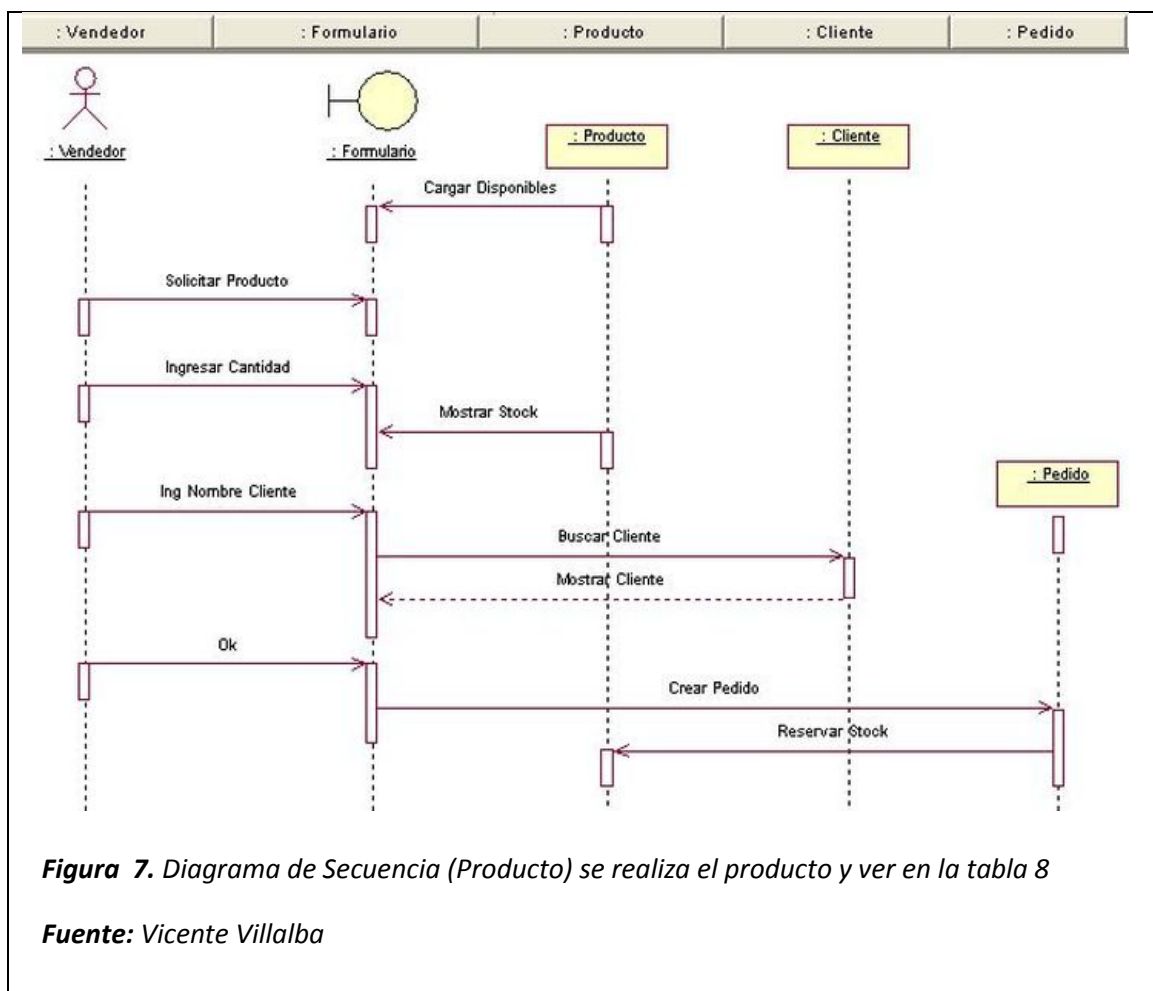 : Vendedor
: Formulario
: Producto
: Cliente
: Pedido
: Vendedor
: Formulario
: Producto
: Cliente
Cargar Disponibles
Solicitar Producto
Ingresar Cantidad
Mostrar Stock
: Pedido
Ing Nombre Cliente
Buscar Cliente
Mostrar Cliente
Ok
Crear Pedido
Reservar Stock
Figura 7. Diagrama de Secuencia (Producto) se realiza el producto y ver en la tabla 8
Fuente: Vicente Villalba